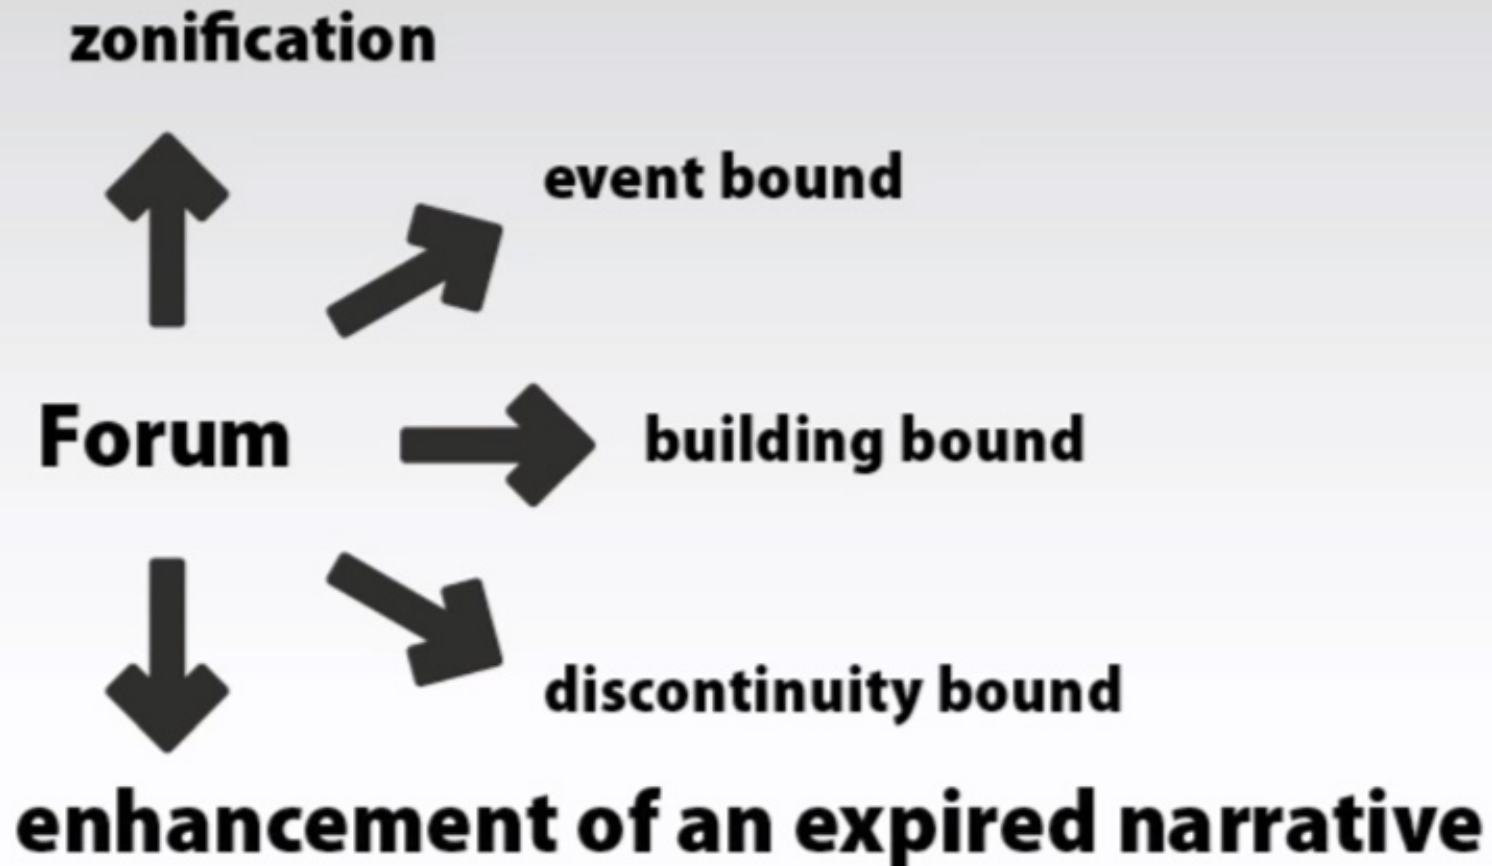 zonification
event bound
Forum
building bound
discontinuity bound
enhancement of an expired narrative